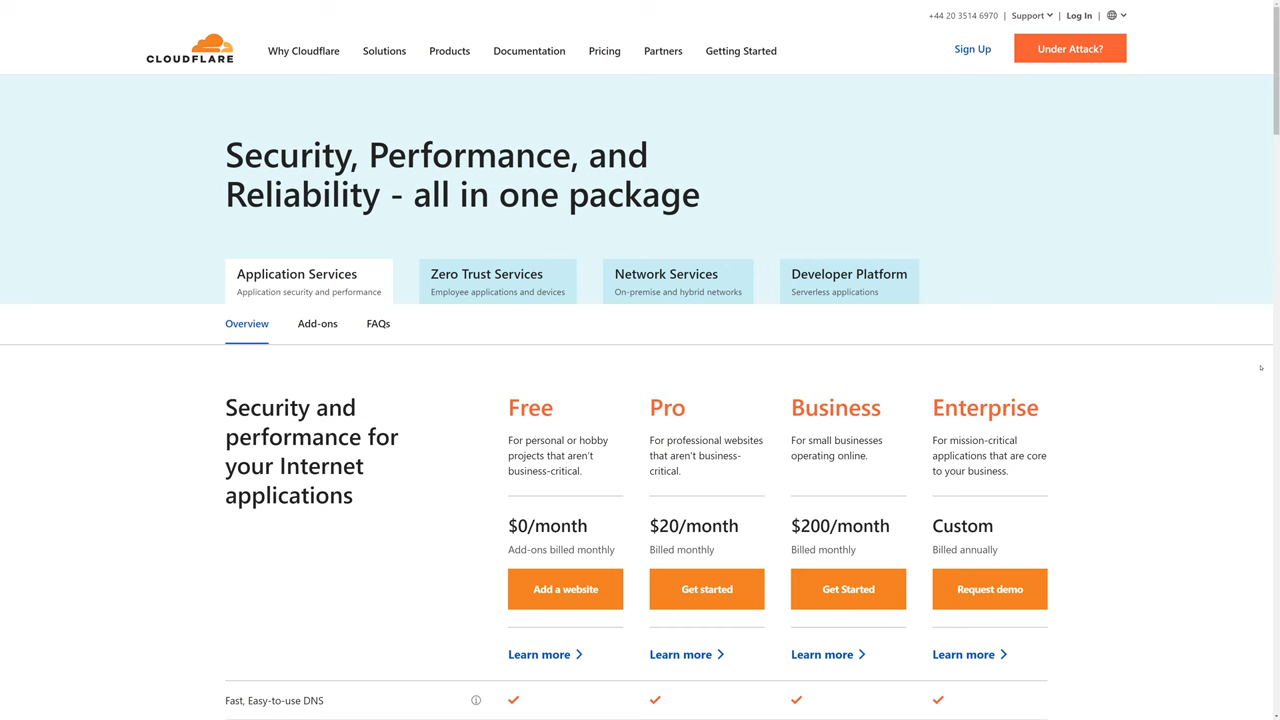 +44 20 3514 6970 | Support | Log In |
CLOUDFLARE
Why Cloudflare Solutions Products Documentation Pricing Partners Getting Started
Sign Up
Under Attack?
Security, Performance, and
Reliability - all in one package
Application Services
Application security and performance
Zero Trust Services
Employee applications and devices
Network Services
On-premise and hybrid networks
Developer Platform
Serverless applications
Overview Add-ons FAQs
Security and
performance for
your Internet
applications
Free
For personal or hobby
projects that aren't
business-critical.
$0/month
Add-ons billed monthly
Add a website
Learn more
Pro
For professional websites
that aren't business-
critical.
$20/month
Billed monthly
Get started
Learn more
Business
For small businesses
operating online.
$200/month
Billed monthly
Get Started
Learn more
Enterprise
For mission-critical
applications that are core
to your business.
Custom
Billed annually
Request demo
Learn more
Fast, Easy-to-use DNS